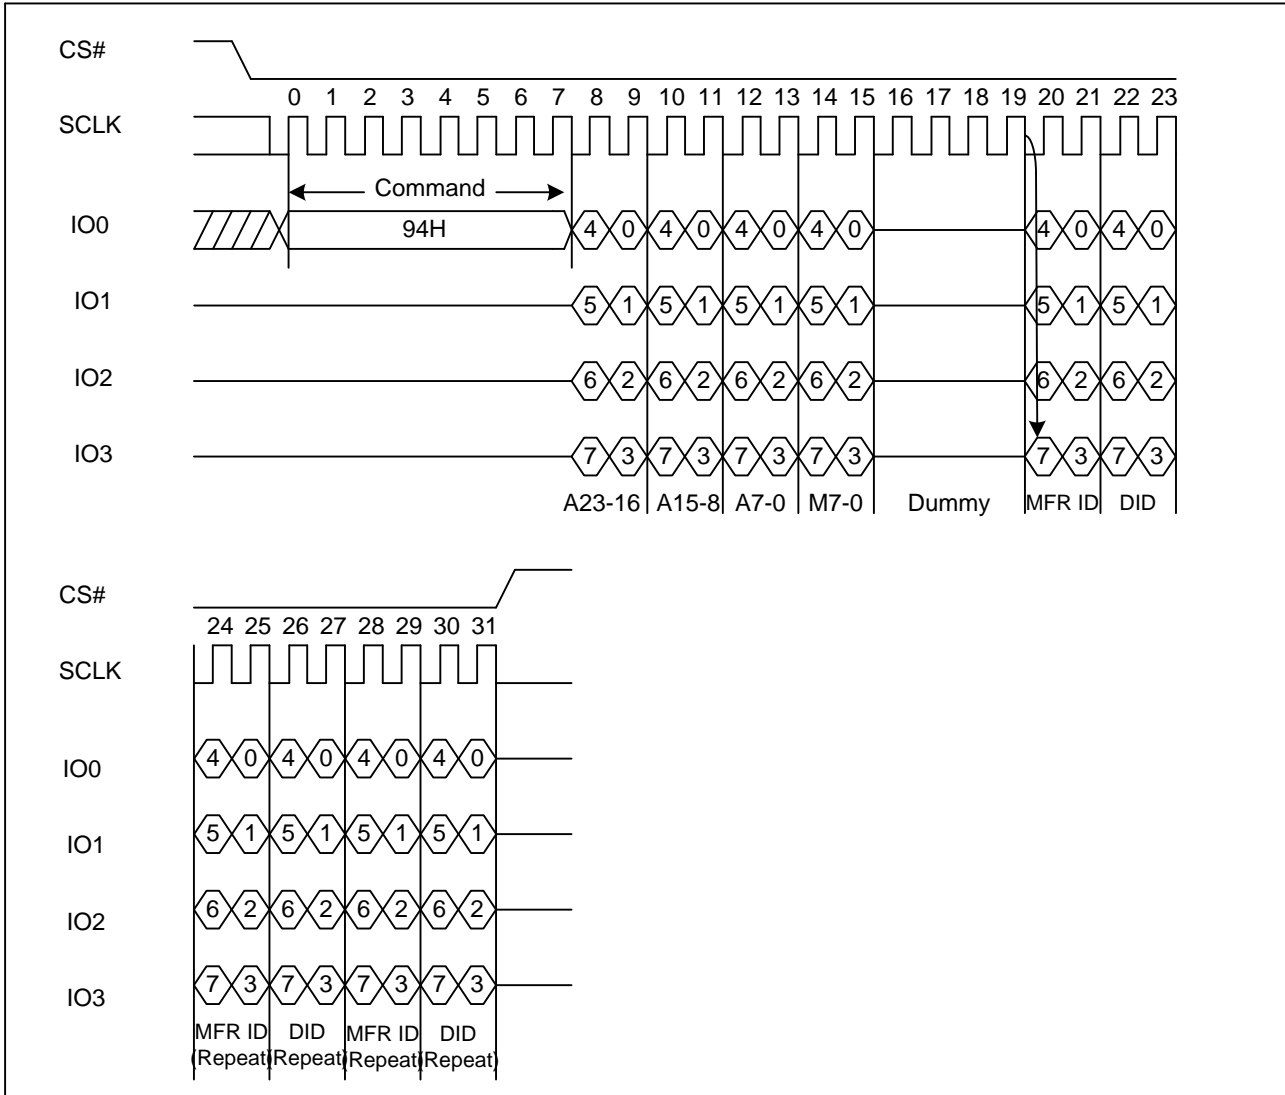 CS#
0 1 2 3 4 5 6 7 8 9 10 11 12 13 14 15 16 17 18 19 20 21 22 23
SCLK
Command
IO0 94H 4 0 4 0 4 0 4 0 4 0 4 0
IO1 5 1 5 1 5 1 5 1 5 1 5 1
IO2 6 2 6 2 6 2 6 2 6 2 6 2
IO3 7 3 7 3 7 3 7 3 7 3 7 3
A23-16 A15-8 A7-0 M7-0 Dummy MFR ID DID
CS#
24 25 26 27 28 29 30 31
SCLK
IO0 4 0 4 0 4 0 4 0
IO1 5 1 5 1 5 1 5 1
IO2 6 2 6 2 6 2 6 2
IO3 7 3 7 3 7 3 7 3
MFR ID DID MFR ID DID
(Repeat) (Repeat) (Repeat) (Repeat)